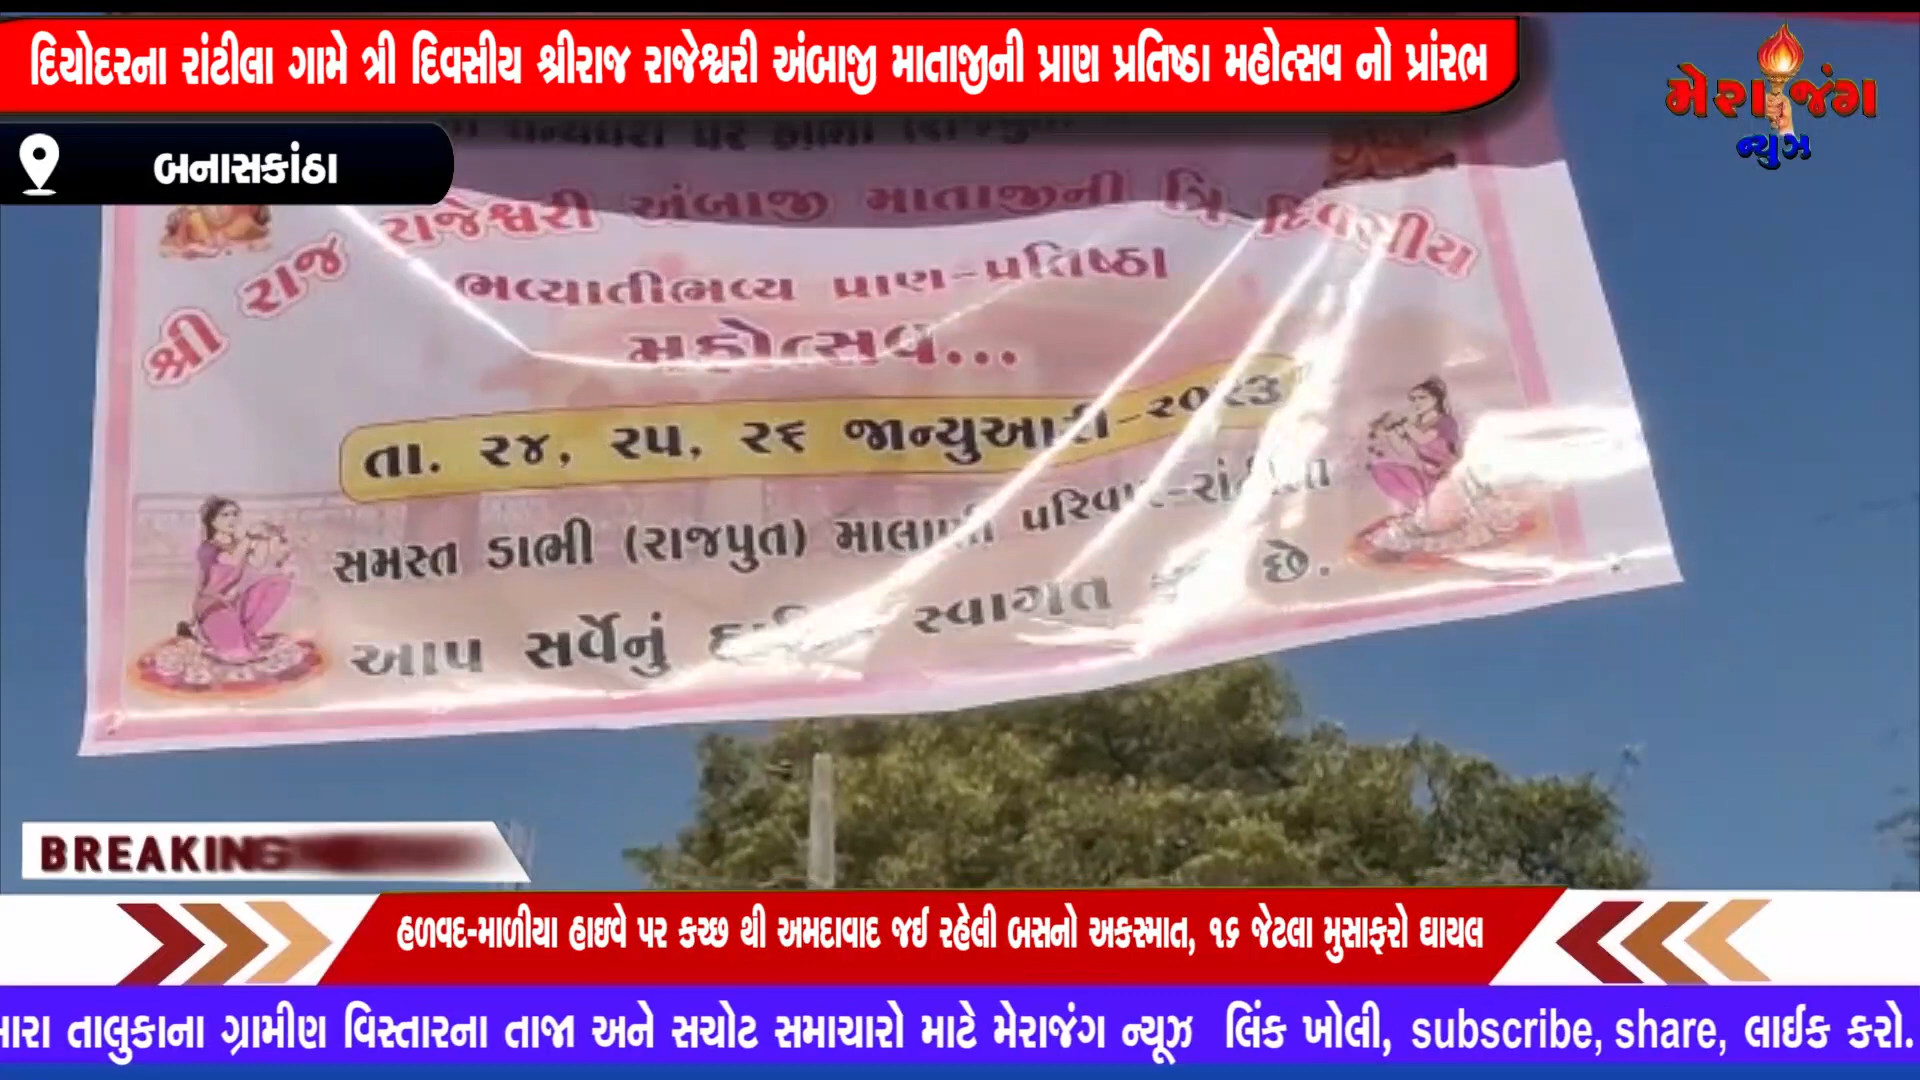 દિયોદરના રાંટીલા ગામે ત્રી દિવસીય શ્રીરાજ રાજેશ્વરી અંબાજી માતાજીની પ્રાણ પ્રતિષ્ઠા મહોત્સવ નો પ્રાંરભ
મેરા જંગ
ન્યુઝ
બનાસકાંઠા
શ્રી રાજ રાજેશ્વરી અંબાજી માતાજીની ત્રિ દિવસીય
ભવ્યાતીભવ્ય પ્રાણ-પ્રતિષ્ઠા
મહોત્સવ...
તા. ૨૪, ૨૫, ૨૬ જાન્યુઆરી-૨૦૨૩
સમસ્ત ડાભી (રાજપુત) માલાણી પરિવાર-રાંટીલા
આપ સર્વેનું સ્વાગત છે.
BREAKING
હળવદ-માળીયા હાઇવે પર કચ્છ થી અમદાવાદ જઈ રહેલી બસનો અકસ્માત, ૧૬ જેટલા મુસાફરો ઘાયલ
તાલુકાના ગ્રામીણ વિસ્તારના તાજા અને સચોટ સમાચારો માટે મેરાજંગ ન્યૂઝ લિંક ખોલી, subscribe, share, લાઈક કરો.